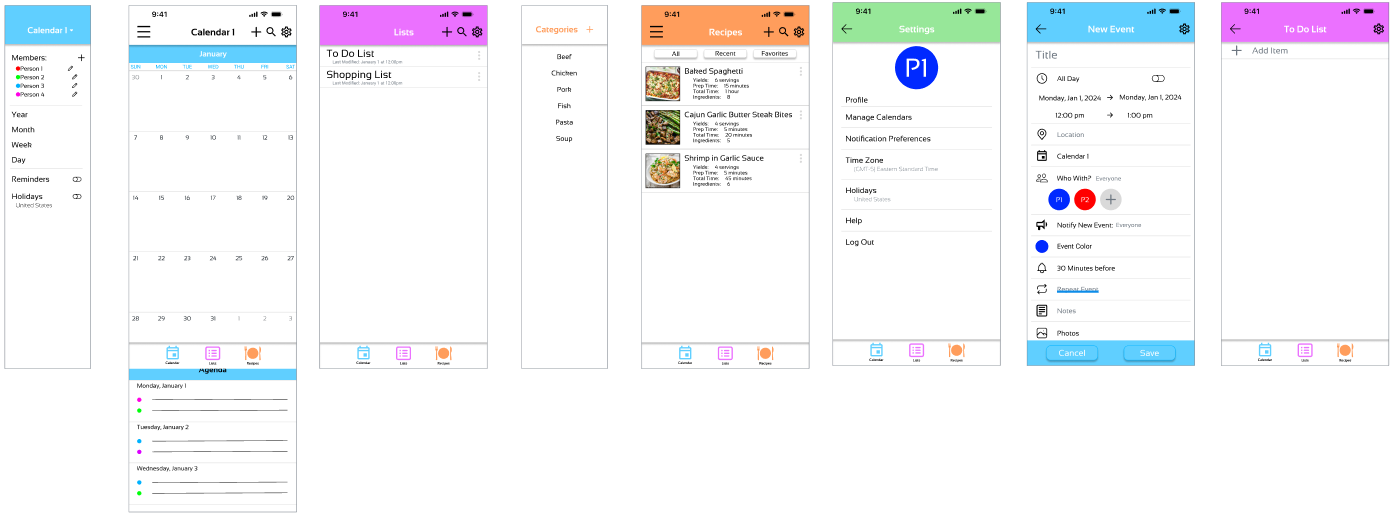 Calendar 1
Members: +
Person 1
Person 2
Person 3
Person 4
Year
Month
Week
Day
Reminders
Holidays
United States
9:41
Calendar 1
January
SUN MON TUE WED THU FRI SAT
30 1 2 3 4 5 6
7 8 9 10 11 12 13
14 15 16 17 18 19 20
21 22 23 24 25 26 27
28 29 30 31 1 2 3
Calendar Lists Recipes
Agenda
Monday, January 1
Tuesday, January 2
Wednesday, January 3
9:41
Lists
To Do List
Last Modified: January 1 at 12:00pm
Shopping List
Last Modified: January 1 at 12:00pm
Calendar Lists Recipes
Categories +
Beef
Chicken
Pork
Fish
Pasta
Soup
9:41
Recipes
All Recent Favorites
Baked Spaghetti
Yields: 6 servings
Prep Time: 15 minutes
Total Time: 1 hour
Ingredients: 8
Cajun Garlic Butter Steak Bites
Yields: 4 servings
Prep Time: 5 minutes
Total Time: 20 minutes
Ingredients: 5
Shrimp in Garlic Sauce
Yields: 4 servings
Prep Time: 5 minutes
Total Time: 45 minutes
Ingredients: 6
Calendar Lists Recipes
9:41
Settings
P1
Profile
Manage Calendars
Notification Preferences
Time Zone
(GMT-5) Eastern Standard Time
Holidays
United States
Help
Log Out
Calendar Lists Recipes
9:41
New Event
Title
All Day
Monday, Jan 1, 2024 → Monday, Jan 1, 2024
12:00 pm → 1:00 pm
Location
Calendar 1
Who With? Everyone
P1 P2 +
Notify New Event: Everyone
Event Color
30 Minutes before
Repeat Event
Notes
Photos
Cancel Save
9:41
To Do List
+ Add Item
Calendar Lists Recipes